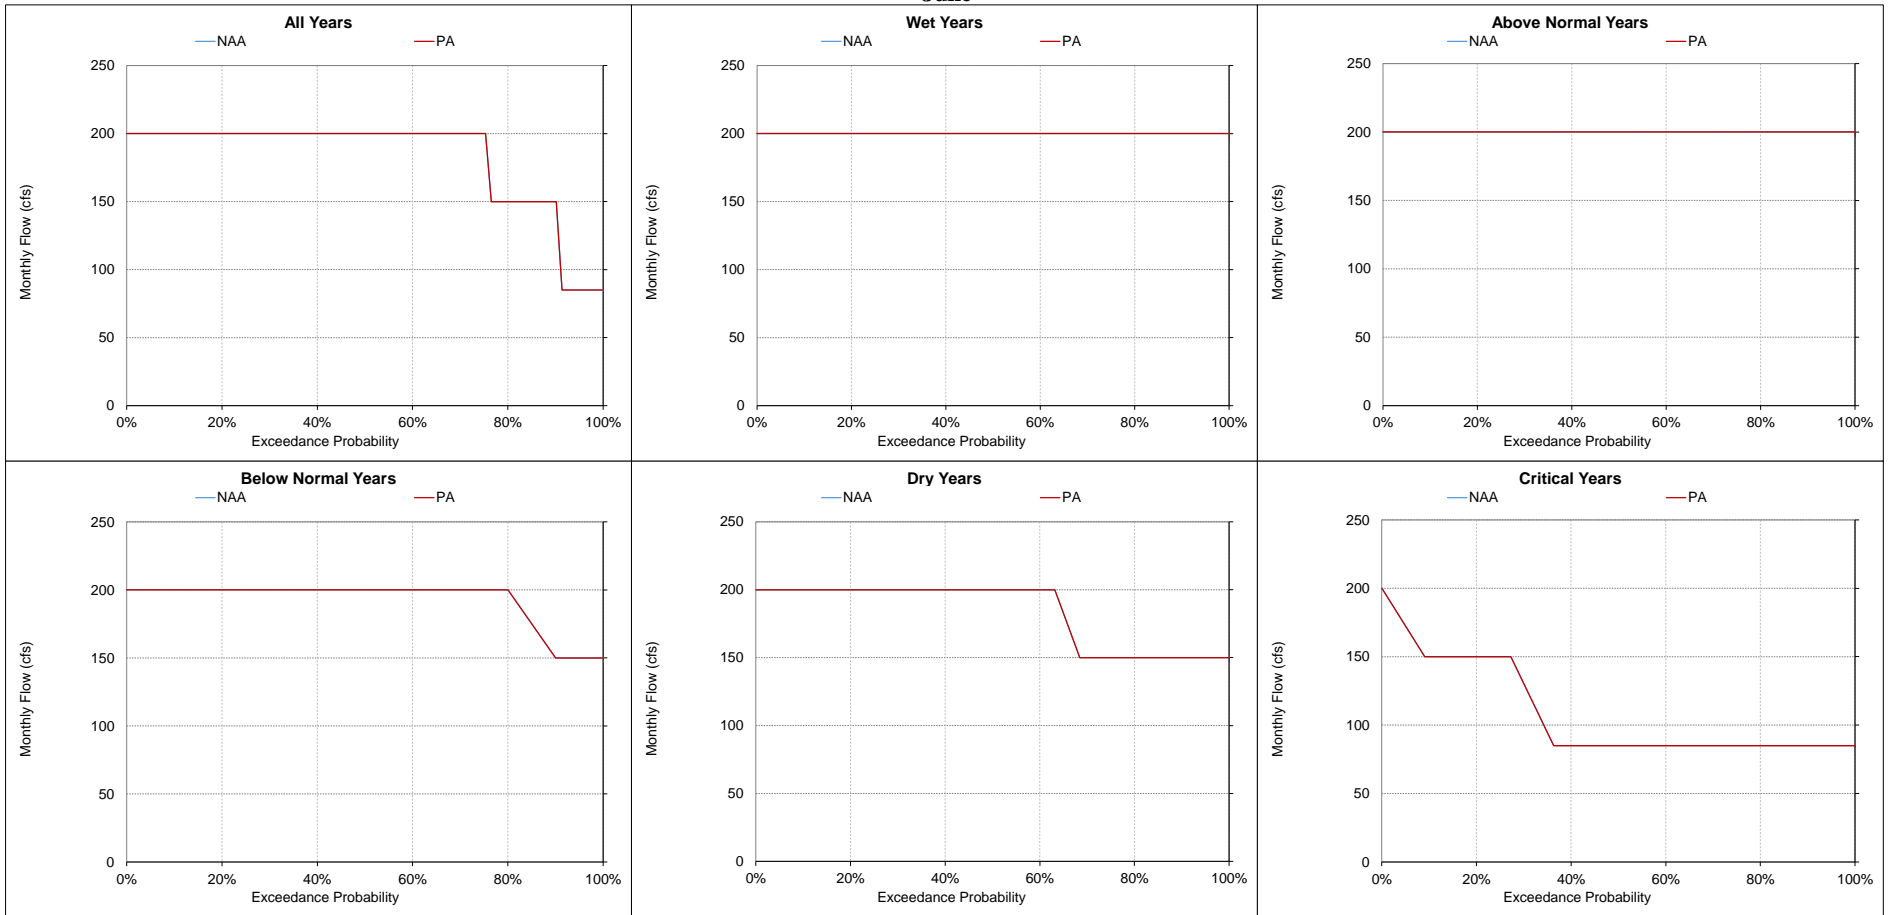 All Years
NAA PA
250
200
150
100
50
0
0% 20% 40% 60% 80% 100%
Monthly Flow (cfs)
Exceedance Probability
Wet Years
NAA PA
250
200
150
100
50
0
0% 20% 40% 60% 80% 100%
Monthly Flow (cfs)
Exceedance Probability
Above Normal Years
NAA PA
250
200
150
100
50
0
0% 20% 40% 60% 80% 100%
Monthly Flow (cfs)
Exceedance Probability
Below Normal Years
NAA PA
250
200
150
100
50
0
0% 20% 40% 60% 80% 100%
Monthly Flow (cfs)
Exceedance Probability
Dry Years
NAA PA
250
200
150
100
50
0
0% 20% 40% 60% 80% 100%
Monthly Flow (cfs)
Exceedance Probability
Critical Years
NAA PA
250
200
150
100
50
0
0% 20% 40% 60% 80% 100%
Monthly Flow (cfs)
Exceedance Probability